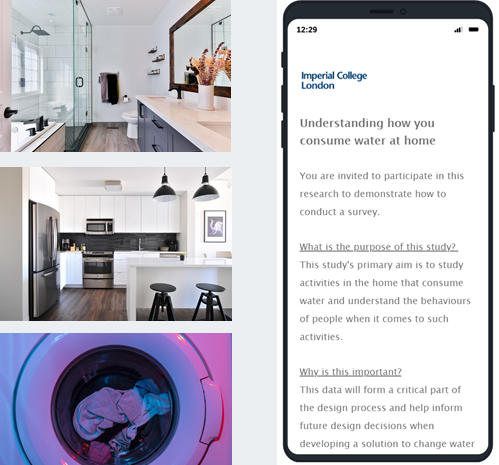 12:29
Imperial College
London
Understanding how you
consume water at home
You are invited to participate in this
research to demonstrate how to
conduct a survey.
What is the purpose of this study?
This study's primary aim is to study
activities in the home that consume
water and understand the behaviours
of people when it comes to such
activities.
Why is this important?
This data will form a critical part of
the design process and help inform
future design decisions when
developing a solution to change water